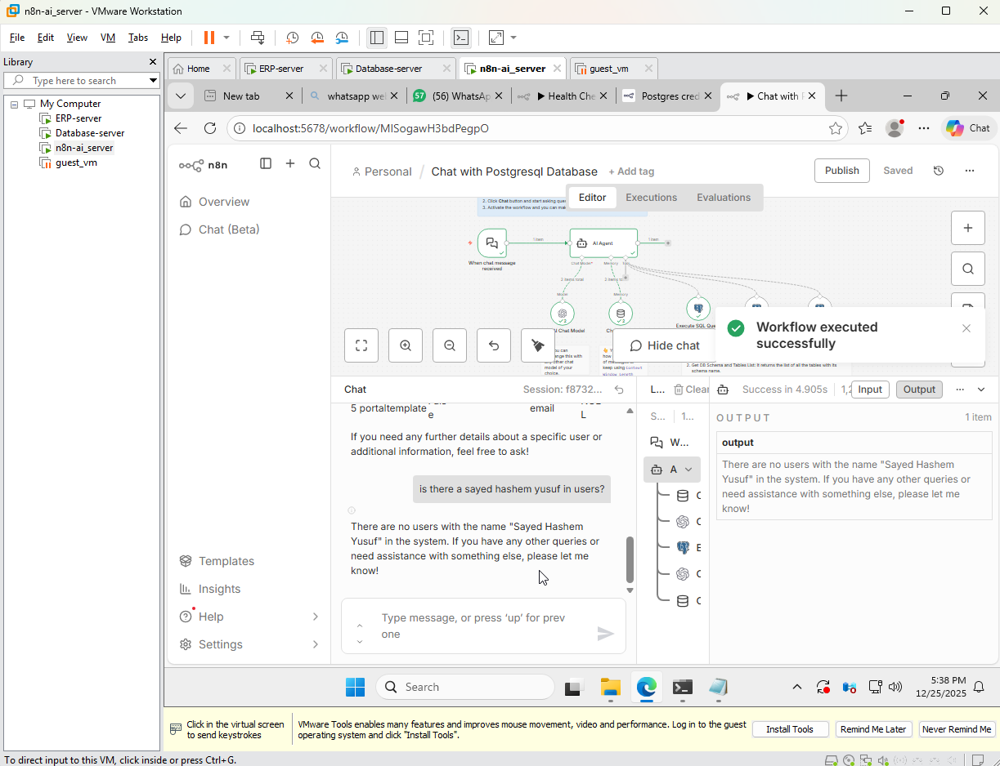 n8n-ai_server - VMware Workstation
File Edit View VM Tabs Help
Library
Type here to search
My Computer
ERP-server
Database-server
n8n-ai_server
guest_vm
Home
ERP-server
Database-server
n8n-ai_server
guest_vm
New tab
whatsapp we
57
(56) WhatsAp
Health Che
Postgres cred
Chat with
localhost:5678/workflow/MlSogawH3bdPegpO
Chat
n8n
Overview
Chat (Beta)
Templates
Insights
Help
Settings
Personal / Chat with Postgresql Database + Add tag
Publish
Saved
Editor
Executions
Evaluations
2. Click Chat button and start asking que
3. Activate the workflow and you can ma
When chat message
received
1 item
AI Agent
1 item
Chat Model*
Memory
2 items total
2 items to
Model
Memory
I Chat Model
Ch
Execute SQL Que
Workflow executed
successfully
Hide chat
ou can
nge this with
ny other chat
model of your
choice.
how
of messages
keep using Context
Window Length
2. Get DB Schema and Tables List: It returns the list of all the tables with its
schema name.
Chat
Session: f8732...
5 portaltemplate
e
email
L
If you need any further details about a specific user or
additional information, feel free to ask!
is there a sayed hashem yusuf in users?
There are no users with the name "Sayed Hashem
Yusuf" in the system. If you have any other queries or
need assistance with something else, please let me
know!
Type message, or press ‘up’ for prev
one
L...
Clear
S...
1...
W...
A
C
C
E
C
C
Success in 4.905s
1,2
Input
Output
OUTPUT
1 item
output
There are no users with the name "Sayed Hashem
Yusuf" in the system. If you have any other queries or
need assistance with something else, please let me
know!
Search
5:38 PM
12/25/2025
Click in the virtual screen
to send keystrokes
VMware Tools enables many features and improves mouse movement, video and performance. Log in to the guest
operating system and click "Install Tools".
Install Tools
Remind Me Later
Never Remind Me
To direct input to this VM, click inside or press Ctrl+G.